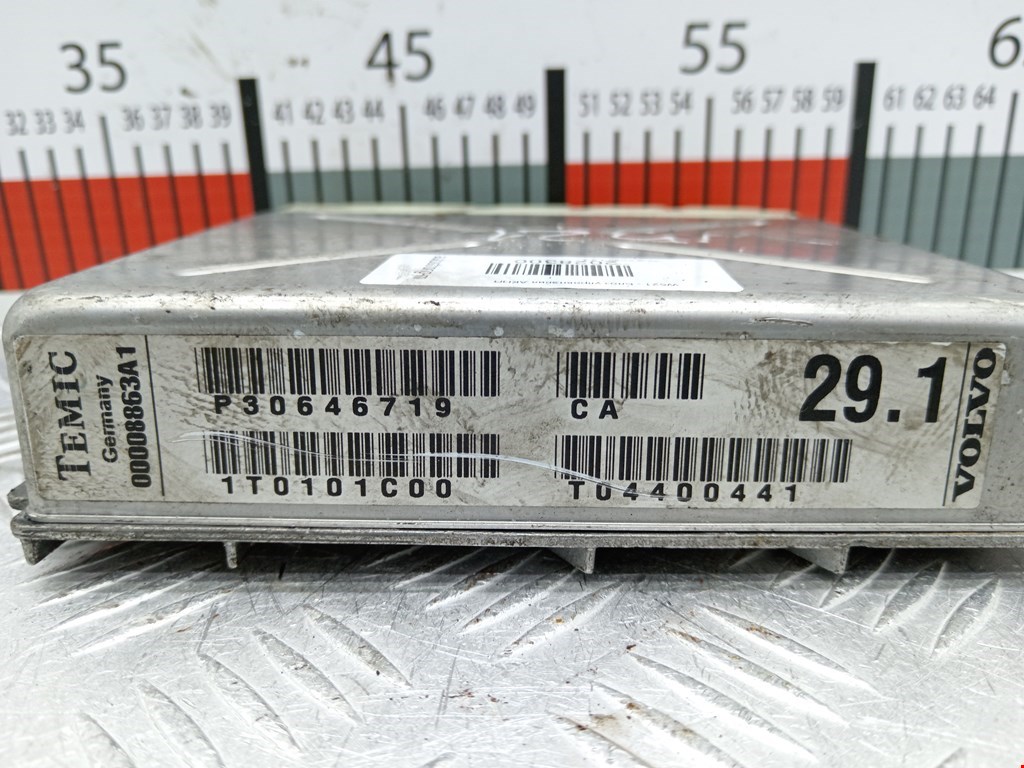 35 45 55
32 33 34 36 37 38 39 41 42 43 44 46 47 48 49 51 52 53 54 56 57 58 59 61 62 63 64
TEMIC
Germany
00008863A1
P30646719
CA
29.1
1T0101C00
T04400441
VOLVO